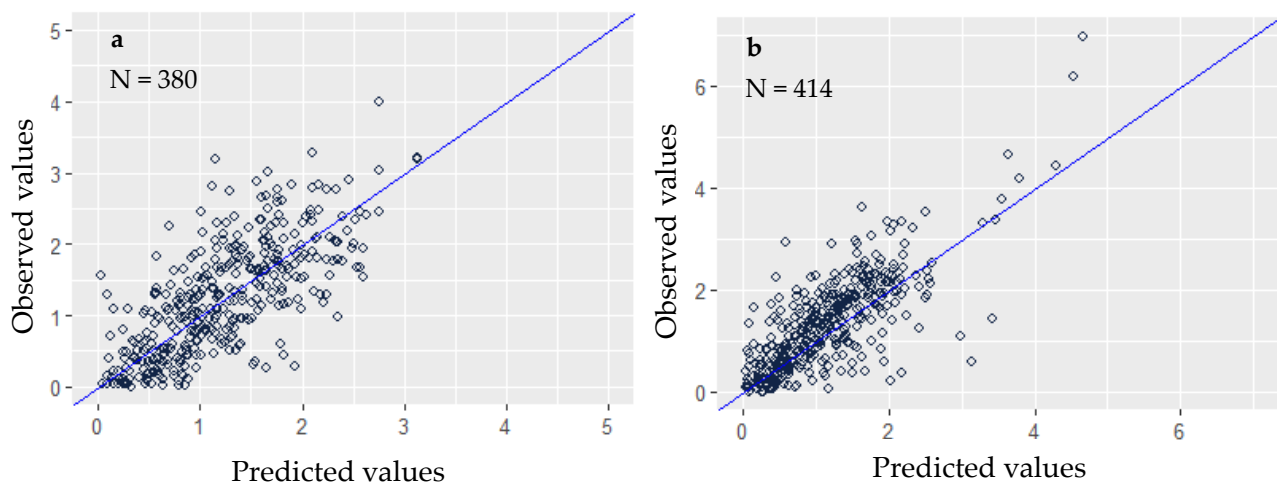 a
N = 380
Observed values
5
4
3
2
1
0
0 1 2 3 4 5
Predicted values
b
N = 414
Observed values
6
4
2
0
0 2 4 6
Predicted values